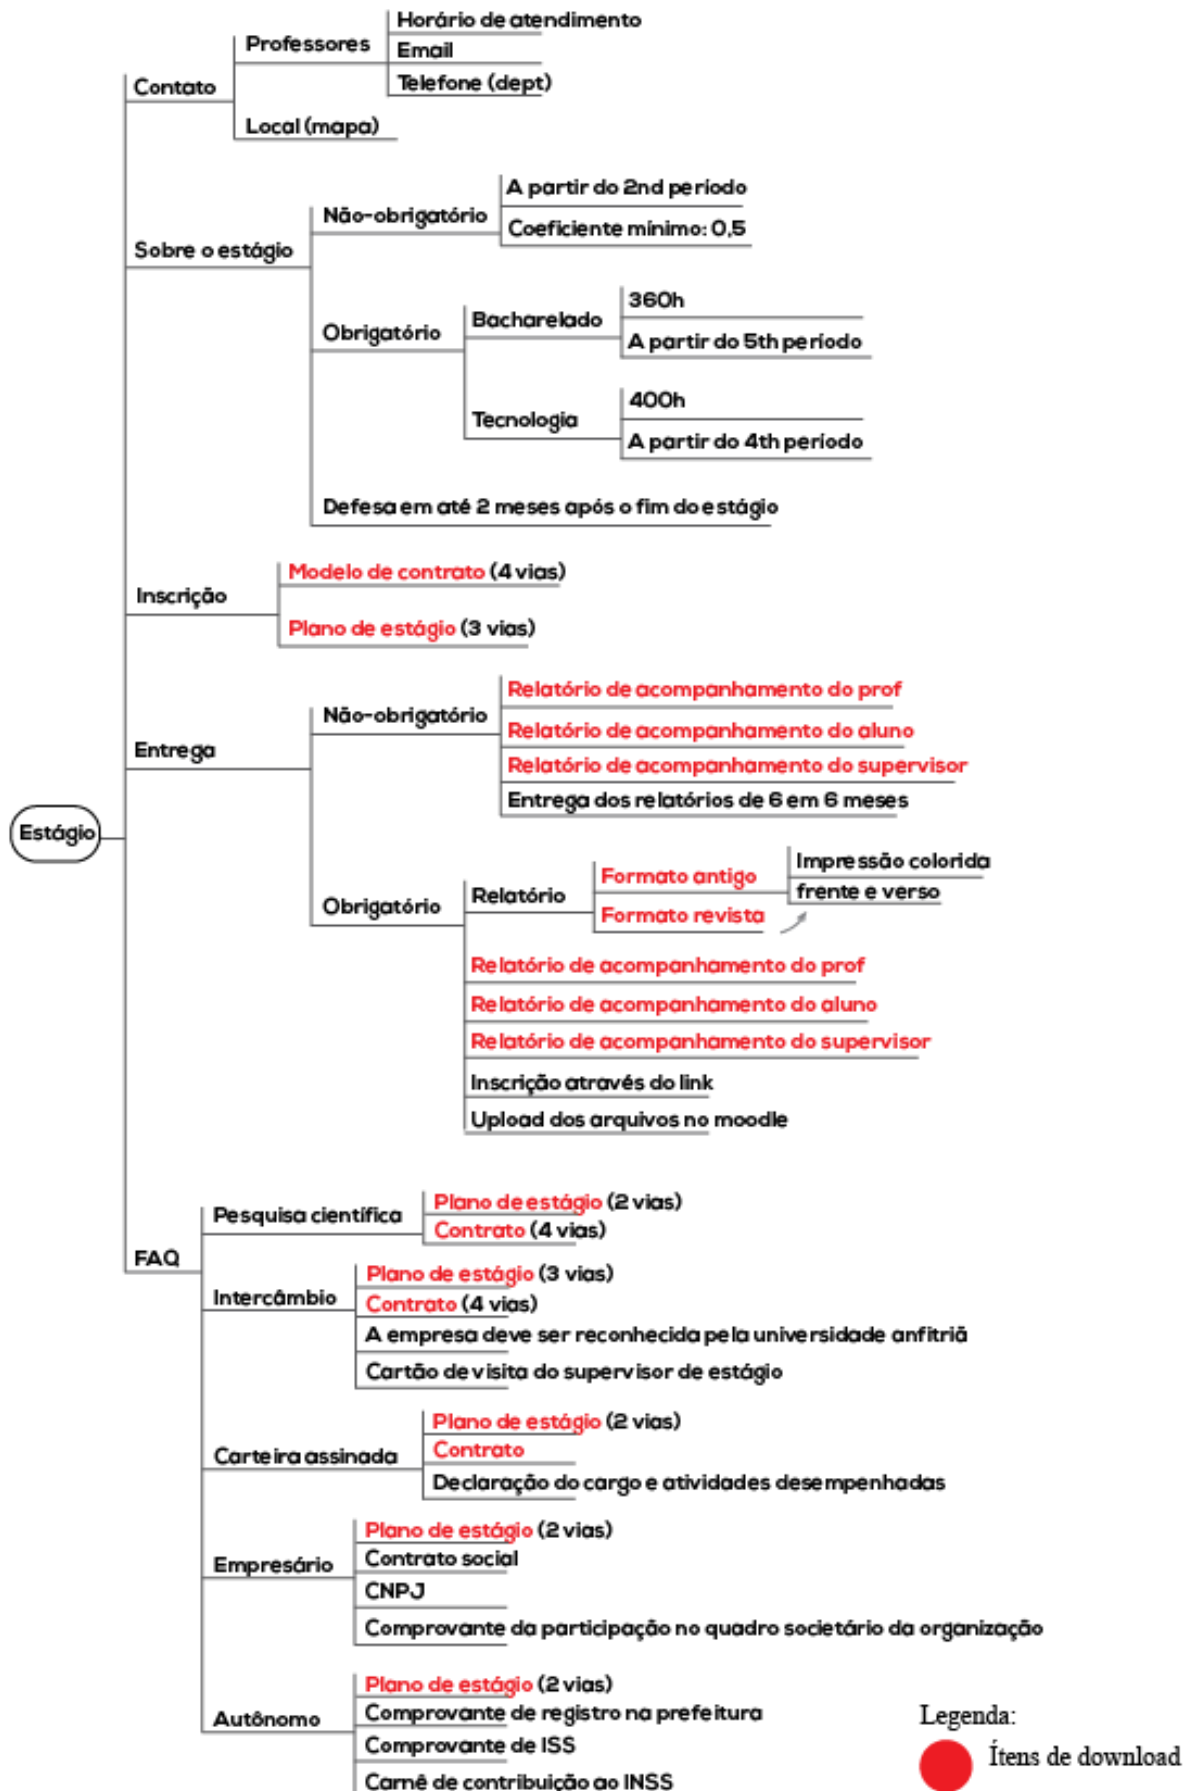 Horário de atendimento
Professores
Email
Telefone (dept)
Contato
Local (mapa)
A partir do 2nd período
Não-obrigatório
Coeficiente mínimo: 0,5
Sobre o estágio
360h
Bacharelado
Obrigatório
A partir do 5th período
400h
Tecnologia
A partir do 4th período
Defesa em até 2 meses após o fim do estágio
Modelo de contrato (4 vias)
Inscrição
Plano de estágio (3 vias)
Relatório de acompanhamento do prof
Não-obrigatório
Relatório de acompanhamento do aluno
Entrega
Relatório de acompanhamento do supervisor
Entrega dos relatórios de 6 em 6 meses
Estágio
Impressão colorida
Formato antigo
frente e verso
Relatório
Obrigatório
Formato revista
Relatório de acompanhamento do prof
Relatório de acompanhamento do aluno
Relatório de acompanhamento do supervisor
Inscrição através do link
Upload dos arquivos no moodle
Plano de estágio (2 vias)
Pesquisa científica
Contrato (4 vias)
FAQ
Plano de estágio (3 vias)
Intercâmbio
Contrato (4 vias)
A empresa deve ser reconhecida pela universidade anfitriã
Cartão de visita do supervisor de estágio
Plano de estágio (2 vias)
Carteira assinada
Contrato
Declaração do cargo e atividades desempenhadas
Plano de estágio (2 vias)
Empresário
Contrato social
CNPJ
Comprovante da participação no quadro societário da organização
Plano de estágio (2 vias)
Autônomo
Comprovante de registro na prefeitura
Comprovante de ISS
Carnê de contribuição ao INSS
Legenda:
Ítens de download